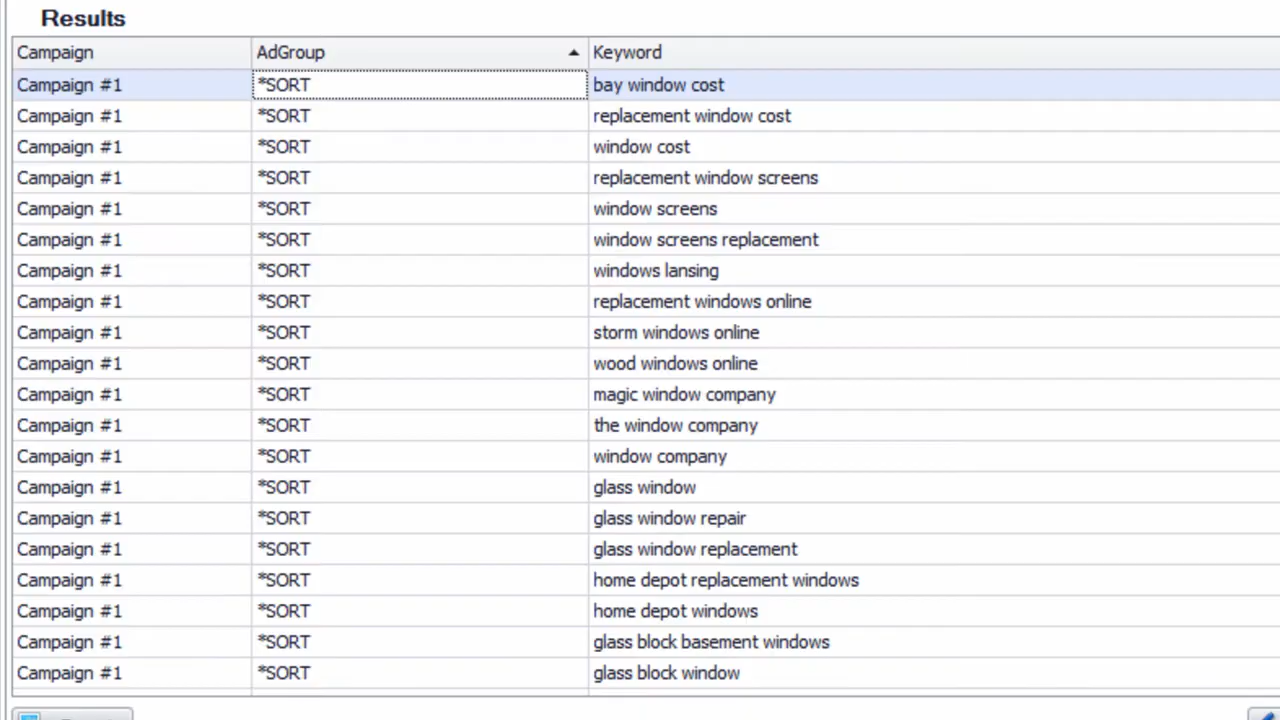 Results
Campaign AdGroup Keyword
Campaign #1 *SORT bay window cost
Campaign #1 *SORT replacement window cost
Campaign #1 *SORT window cost
Campaign #1 *SORT replacement window screens
Campaign #1 *SORT window screens
Campaign #1 *SORT window screens replacement
Campaign #1 *SORT windows lansing
Campaign #1 *SORT replacement windows online
Campaign #1 *SORT storm windows online
Campaign #1 *SORT wood windows online
Campaign #1 *SORT magic window company
Campaign #1 *SORT the window company
Campaign #1 *SORT window company
Campaign #1 *SORT glass window
Campaign #1 *SORT glass window repair
Campaign #1 *SORT glass window replacement
Campaign #1 *SORT home depot replacement windows
Campaign #1 *SORT home depot windows
Campaign #1 *SORT glass block basement windows
Campaign #1 *SORT glass block window